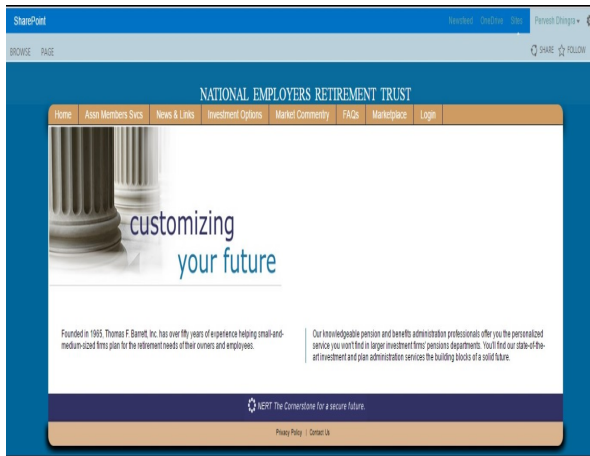 SharePoint
Newsfeed OneDrive Sites Pervesh Dhingra
BROWSE PAGE
SHARE FOLLOW
NATIONAL EMPLOYERS RETIREMENT TRUST
Home Assn Members Svcs News & Links Investment Options Market Commentry FAQs Marketplace Login
customizing
your future
Founded in 1965, Thomas F. Barrett, Inc. has over fifty years of experience helping small-and-
medium-sized firms plan for the retirement needs of their owners and employees.
Our knowledgeable pension and benefits administration professionals offer you the personalized
service you won't find in larger investment firms' pensions departments. You'll find our state-of-the-
art investment and plan administration services the building blocks of a solid future.
NERT The Cornerstone for a secure future.
Privacy Policy | Contact Us